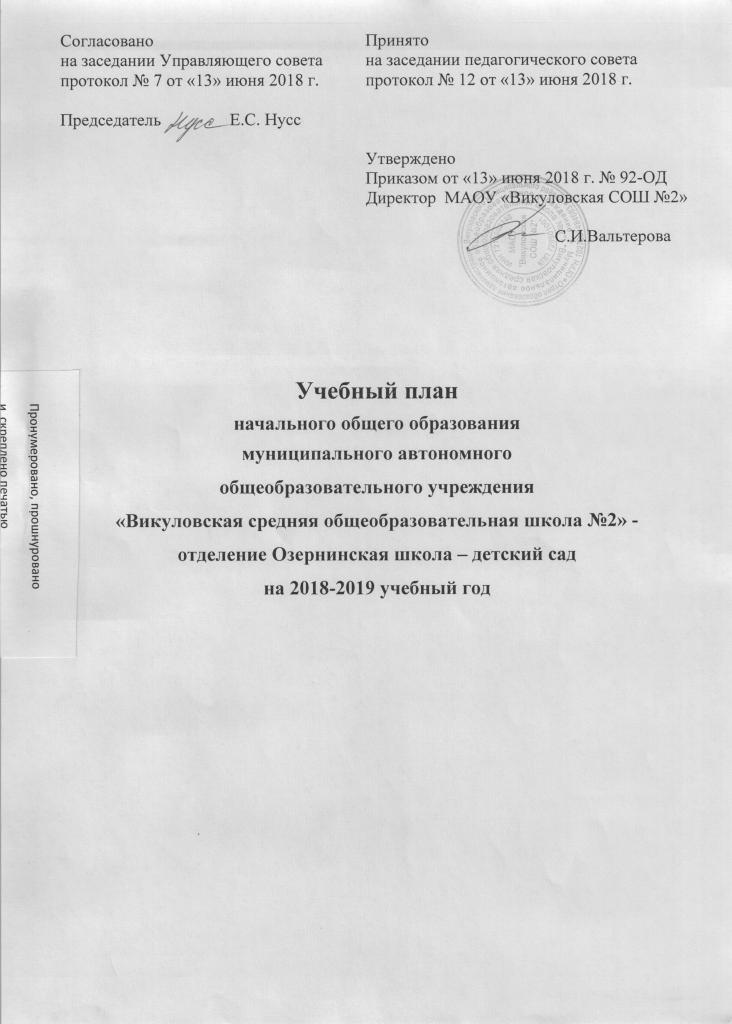 Согласовано
на заседании Управляющего совета
протокол № 7 от «13» июня 2018 г.
Председатель Нусс Е.С. Нусс
Принято
на заседании педагогического совета
протокол № 12 от «13» июня 2018 г.
Утверждено
Приказом от «13» июня 2018 г. № 92-ОД
Директор МАОУ «Викуловская СОШ №2»
С.И.Вальтерова
Учебный план
начального общего образования
муниципального автономного
общеобразовательного учреждения
«Викуловская средняя общеобразовательная школа №2» -
отделение Озернинская школа – детский сад
на 2018-2019 учебный год
Пронумеровано, прошнуровано
и скреплено печатью